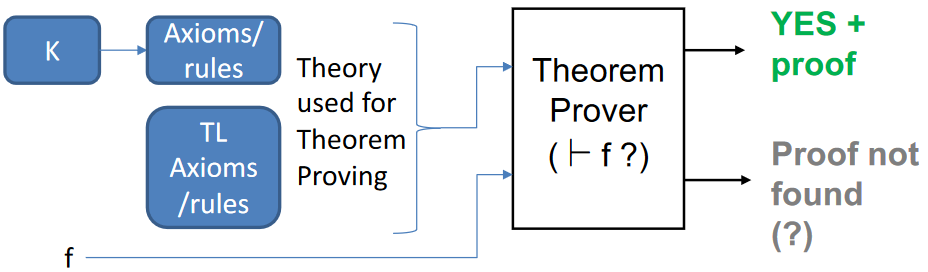 K
Axioms/
rules
TL
Axioms
/rules
Theory
used for
Theorem
Proving
f
Theorem
Prover
( ⊢ f ?)
YES +
proof
Proof not
found
(?)